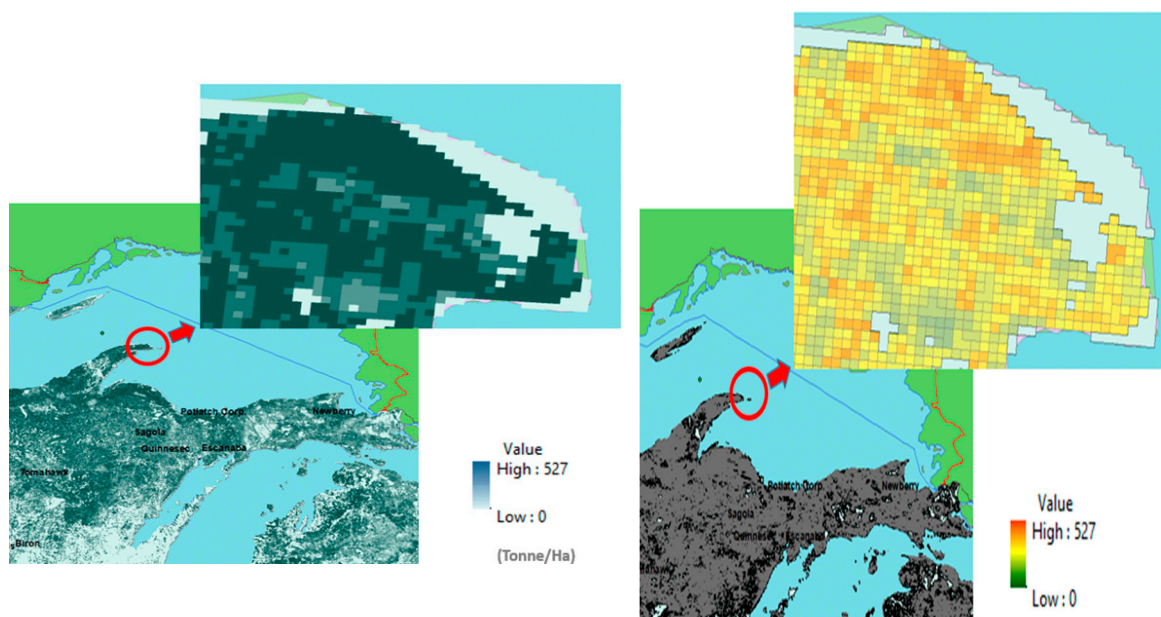 Potlatch Corp.
Newberry
Sagola
Quinnesec
Escanaba
Tomahawk
Biron
Value
High : 527
Low : 0
(Tonne/Ha)
Potlatch Corp.
Newberry
Sagola
Quinnesec
Escanaba
Value
High : 527
Low : 0